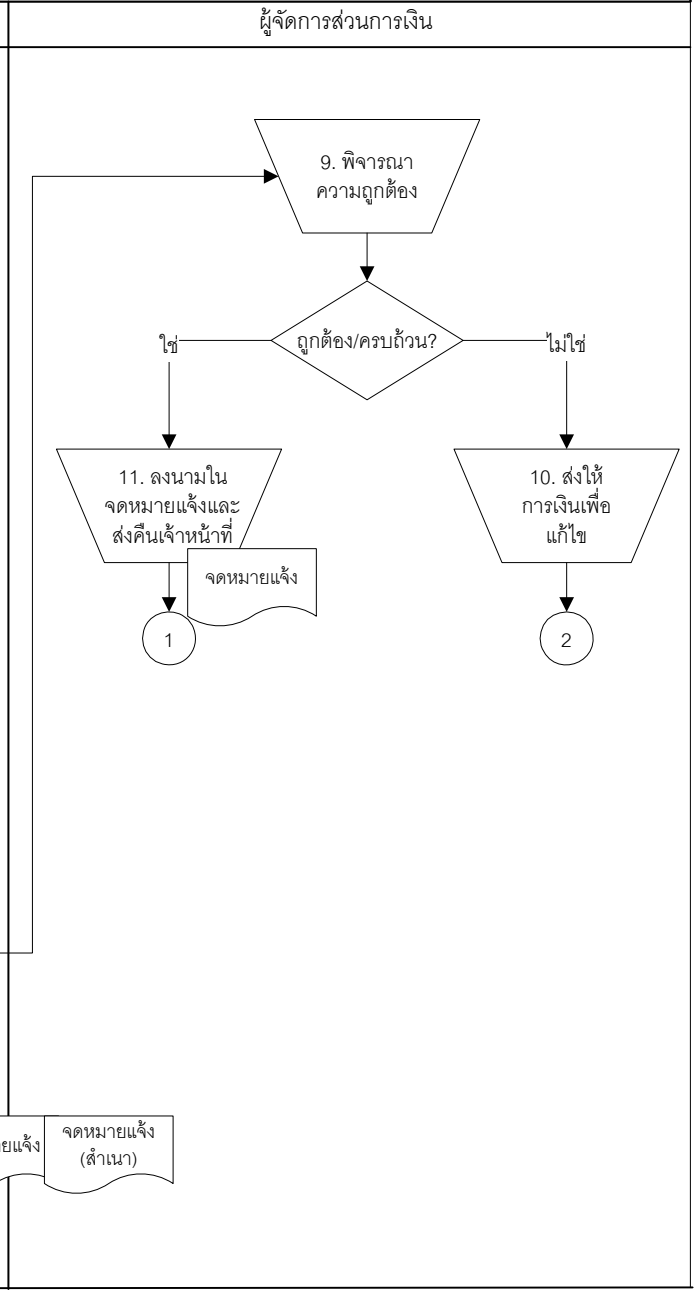 ผู้จัดการส่วนการเงิน
9. พิจารณา
ความถูกต้อง
ถูกต้อง/ครบถ้วน?
ใช่
ไม่ใช่
11. ลงนามใน
จดหมายแจ้งและ
ส่งคืนเจ้าหน้าที่
จดหมายแจ้ง
1
10. ส่งให้
การเงินเพื่อ
แก้ไข
2
ยแจ้ง
จดหมายแจ้ง
(สำเนา)